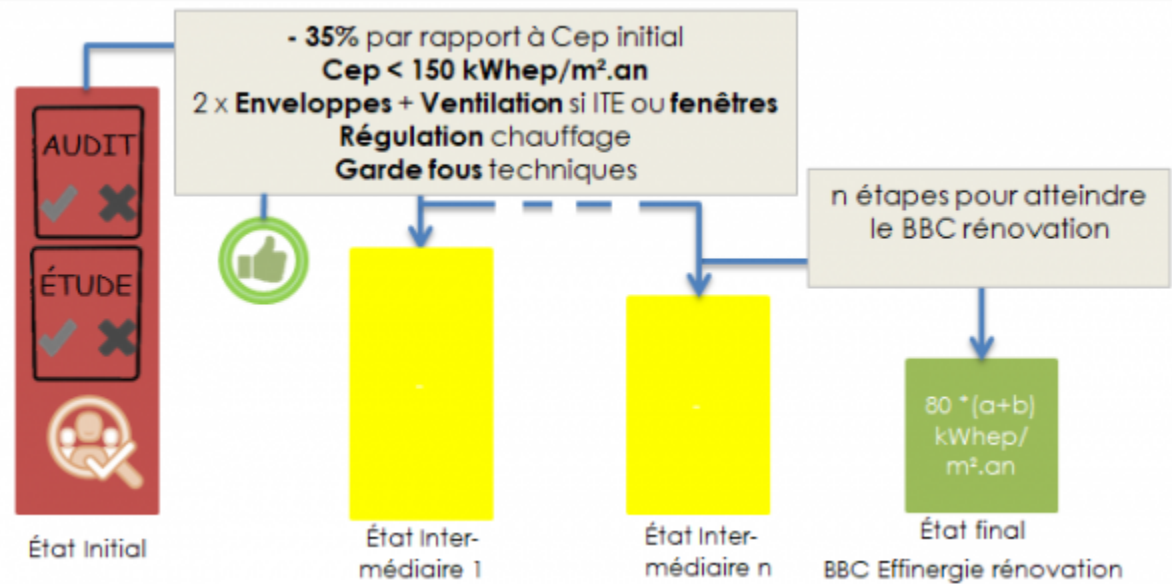 - 35% par rapport à Cep initial
Cep < 150 kWhep/m².an
2 x Enveloppes + Ventilation si ITE ou fenêtres
Régulation chauffage
Garde fous techniques
AUDIT
ÉTUDE
n étapes pour atteindre
le BBC rénovation
80 *(a+b)
kWhep/
m².an
État Initial
État Inter-
médiaire 1
État Inter-
médiaire n
État final
BBC Effinergie rénovation